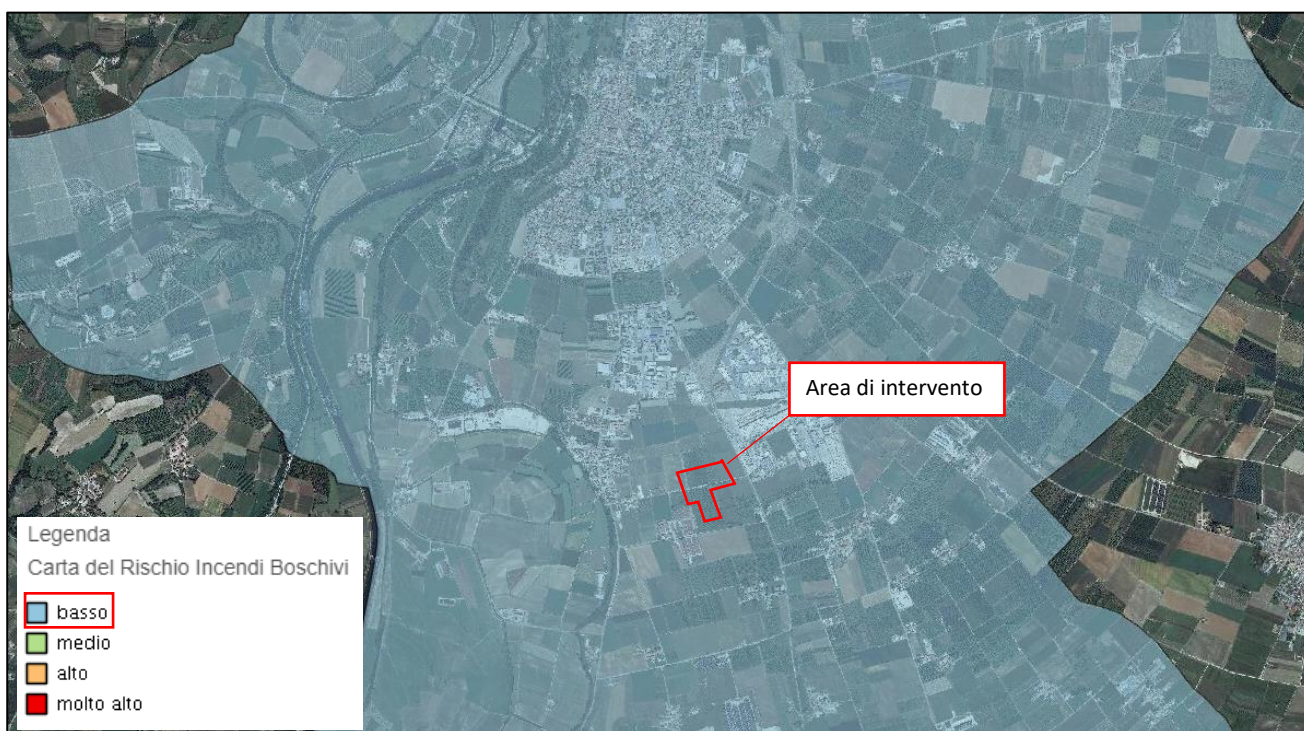 Area di intervento
Legenda
Carta del Rischio Incendi Boschivi
basso
medio
alto
molto alto